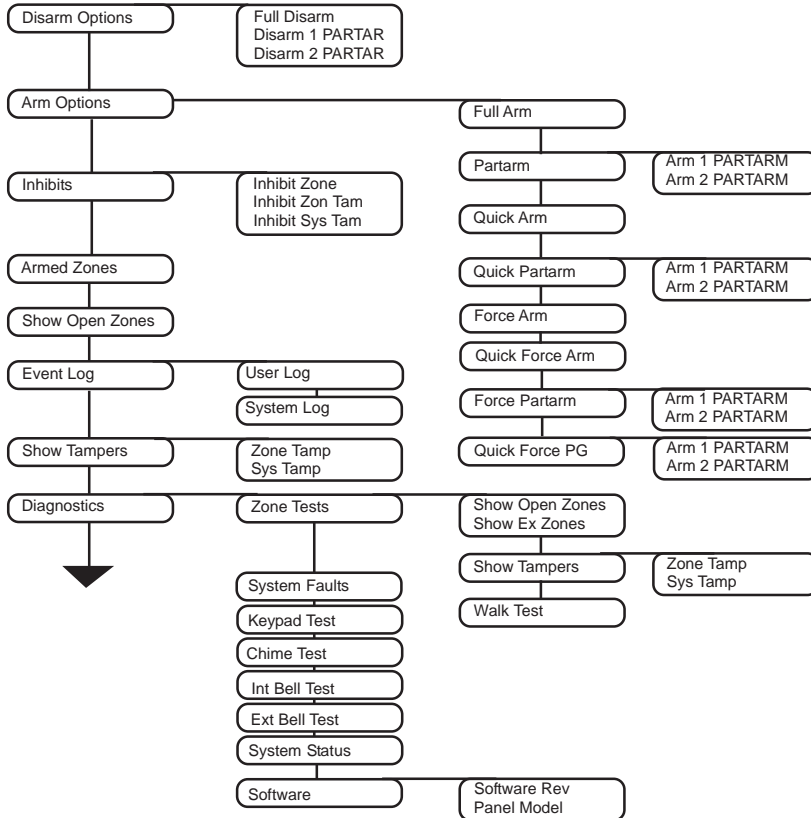 Disarm Options
Full Disarm
Disarm 1 PARTAR
Disarm 2 PARTAR
Arm Options
Full Arm
Partarm
Arm 1 PARTARM
Arm 2 PARTARM
Quick Arm
Quick Partarm
Arm 1 PARTARM
Arm 2 PARTARM
Force Arm
Quick Force Arm
Force Partarm
Arm 1 PARTARM
Arm 2 PARTARM
Quick Force PG
Arm 1 PARTARM
Arm 2 PARTARM
Inhibits
Inhibit Zone
Inhibit Zon Tam
Inhibit Sys Tam
Armed Zones
Show Open Zones
Event Log
User Log
System Log
Show Tampers
Zone Tamp
Sys Tamp
Diagnostics
Zone Tests
Show Open Zones
Show Ex Zones
Show Tampers
Zone Tamp
Sys Tamp
Walk Test
System Faults
Keypad Test
Chime Test
Int Bell Test
Ext Bell Test
System Status
Software
Software Rev
Panel Model